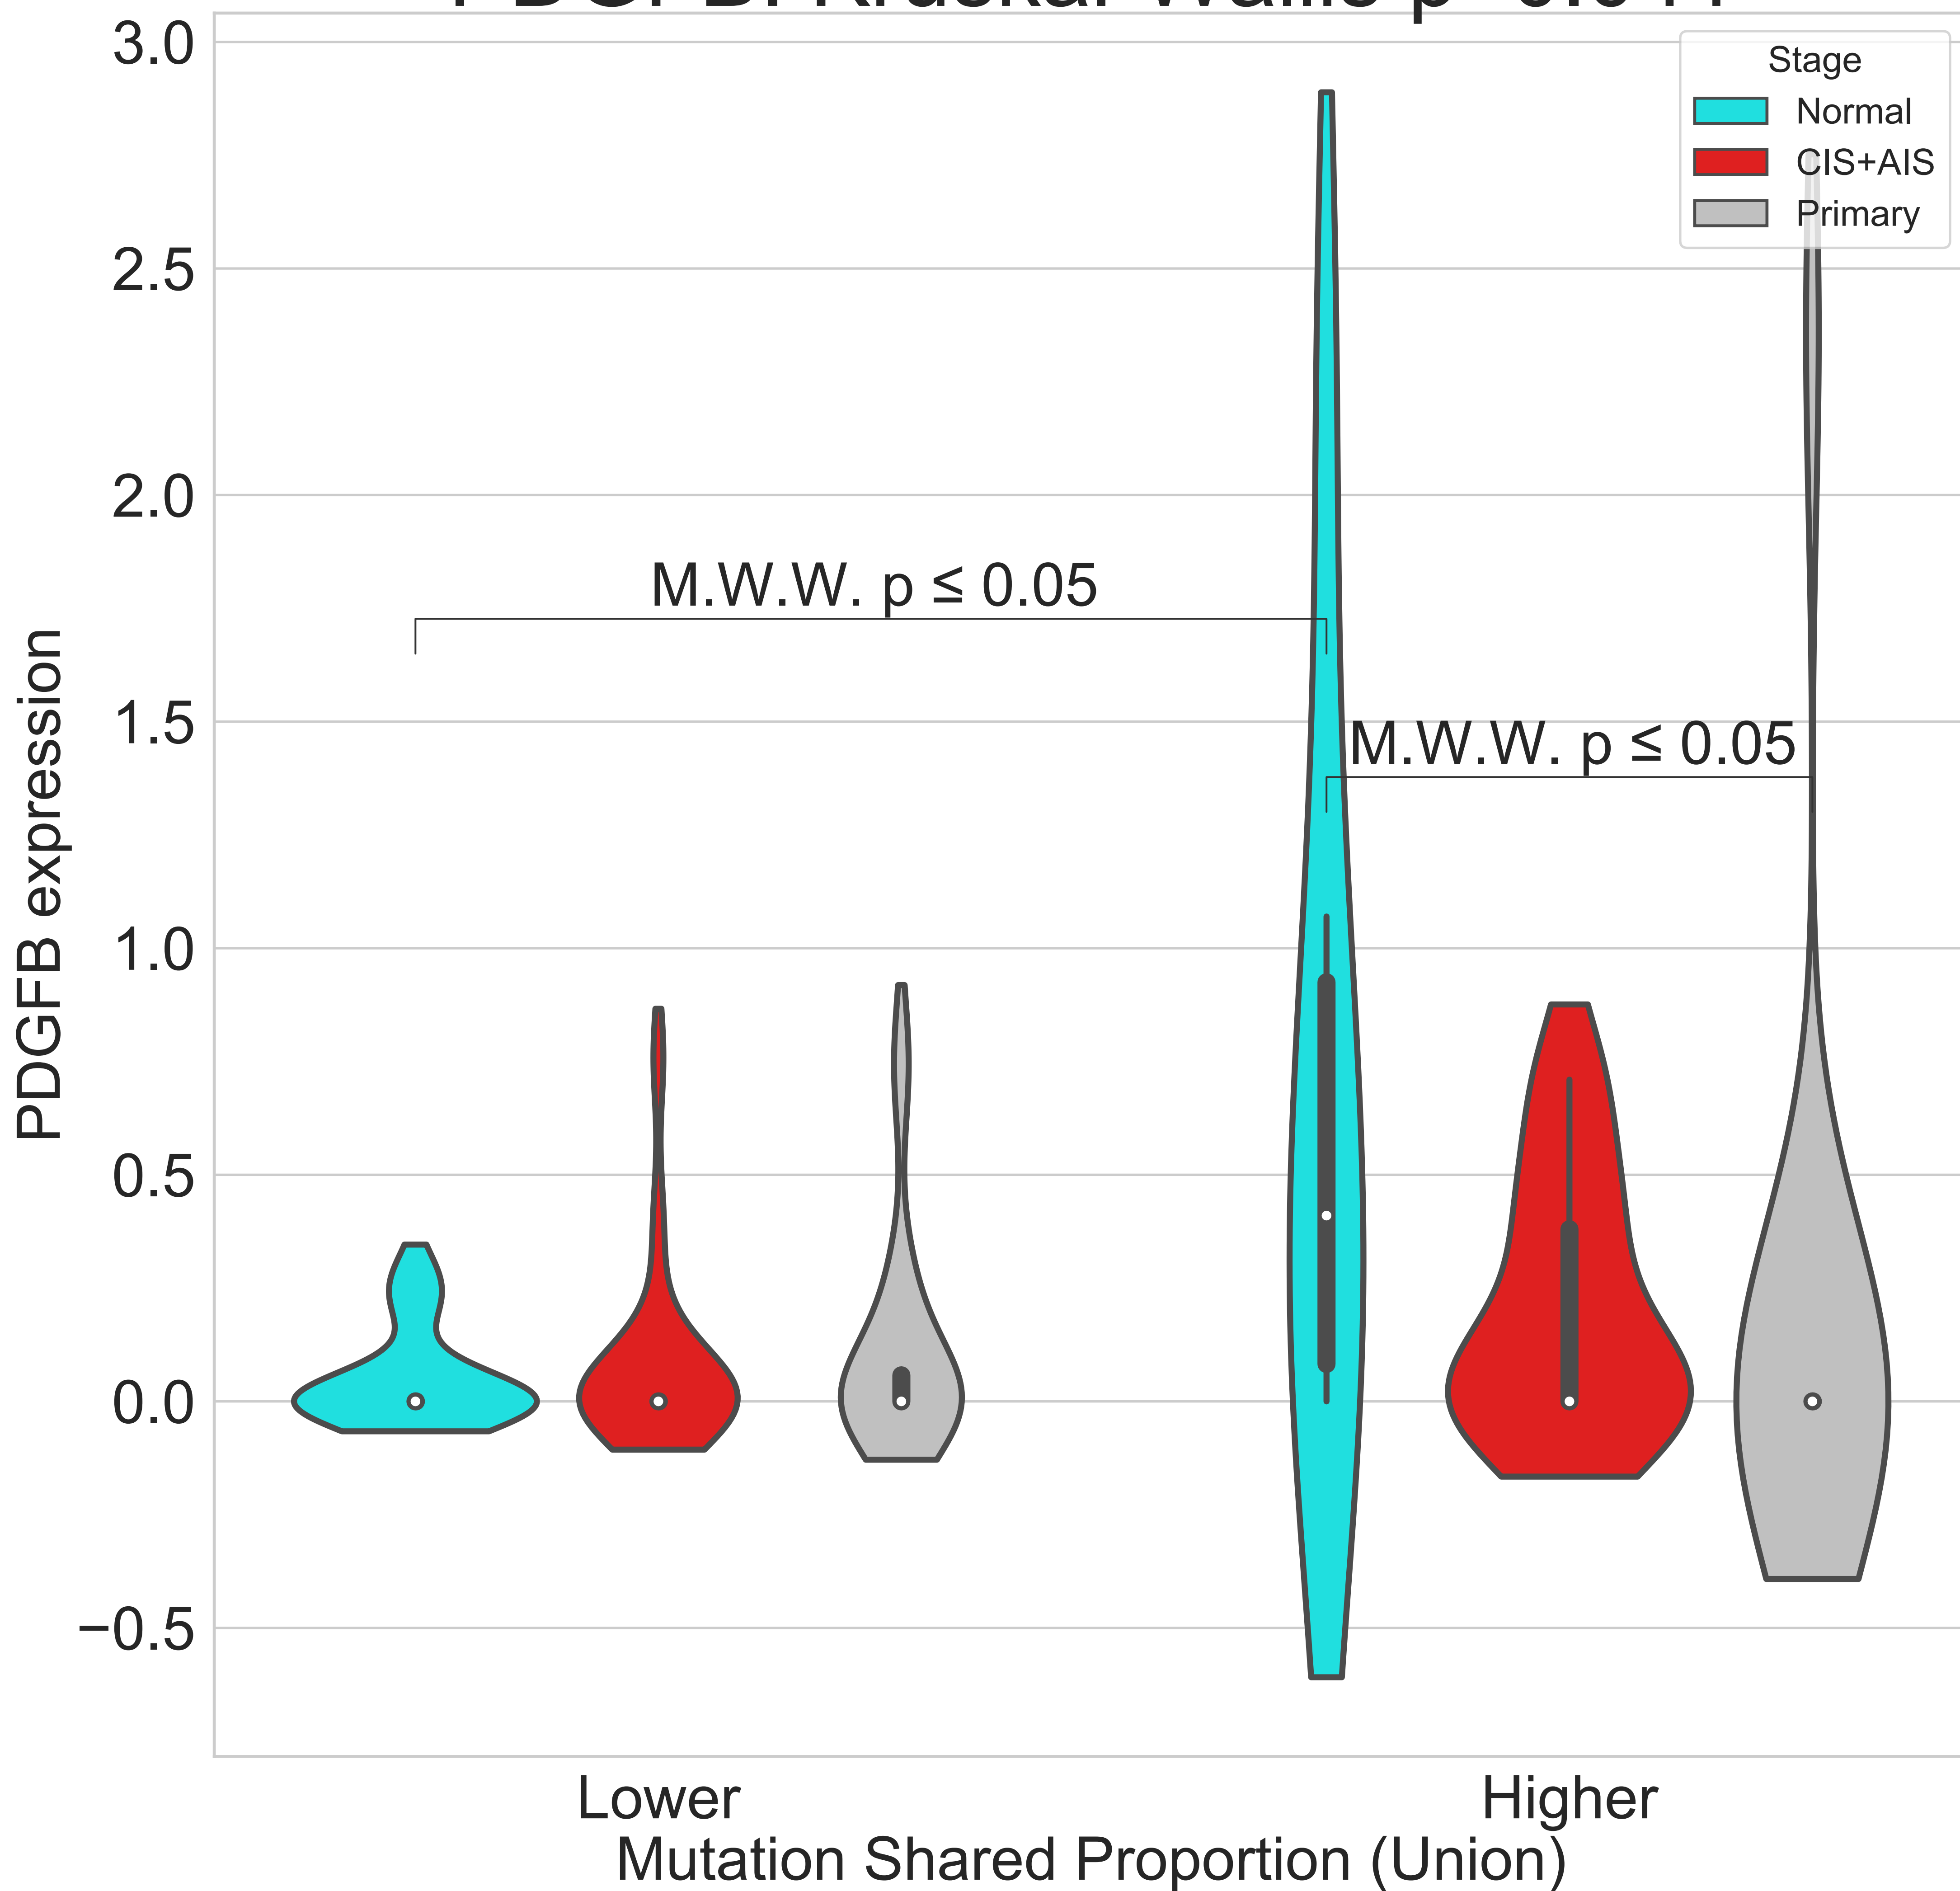 3.0
2.5
2.0
1.5
1.0
0.5
0.0
−0.5
PDGFB expression
Stage
Normal
CIS+AIS
Primary
M.W.W. p ≤ 0.05
M.W.W. p ≤ 0.05
Lower
Higher
Mutation Shared Proportion (Union)